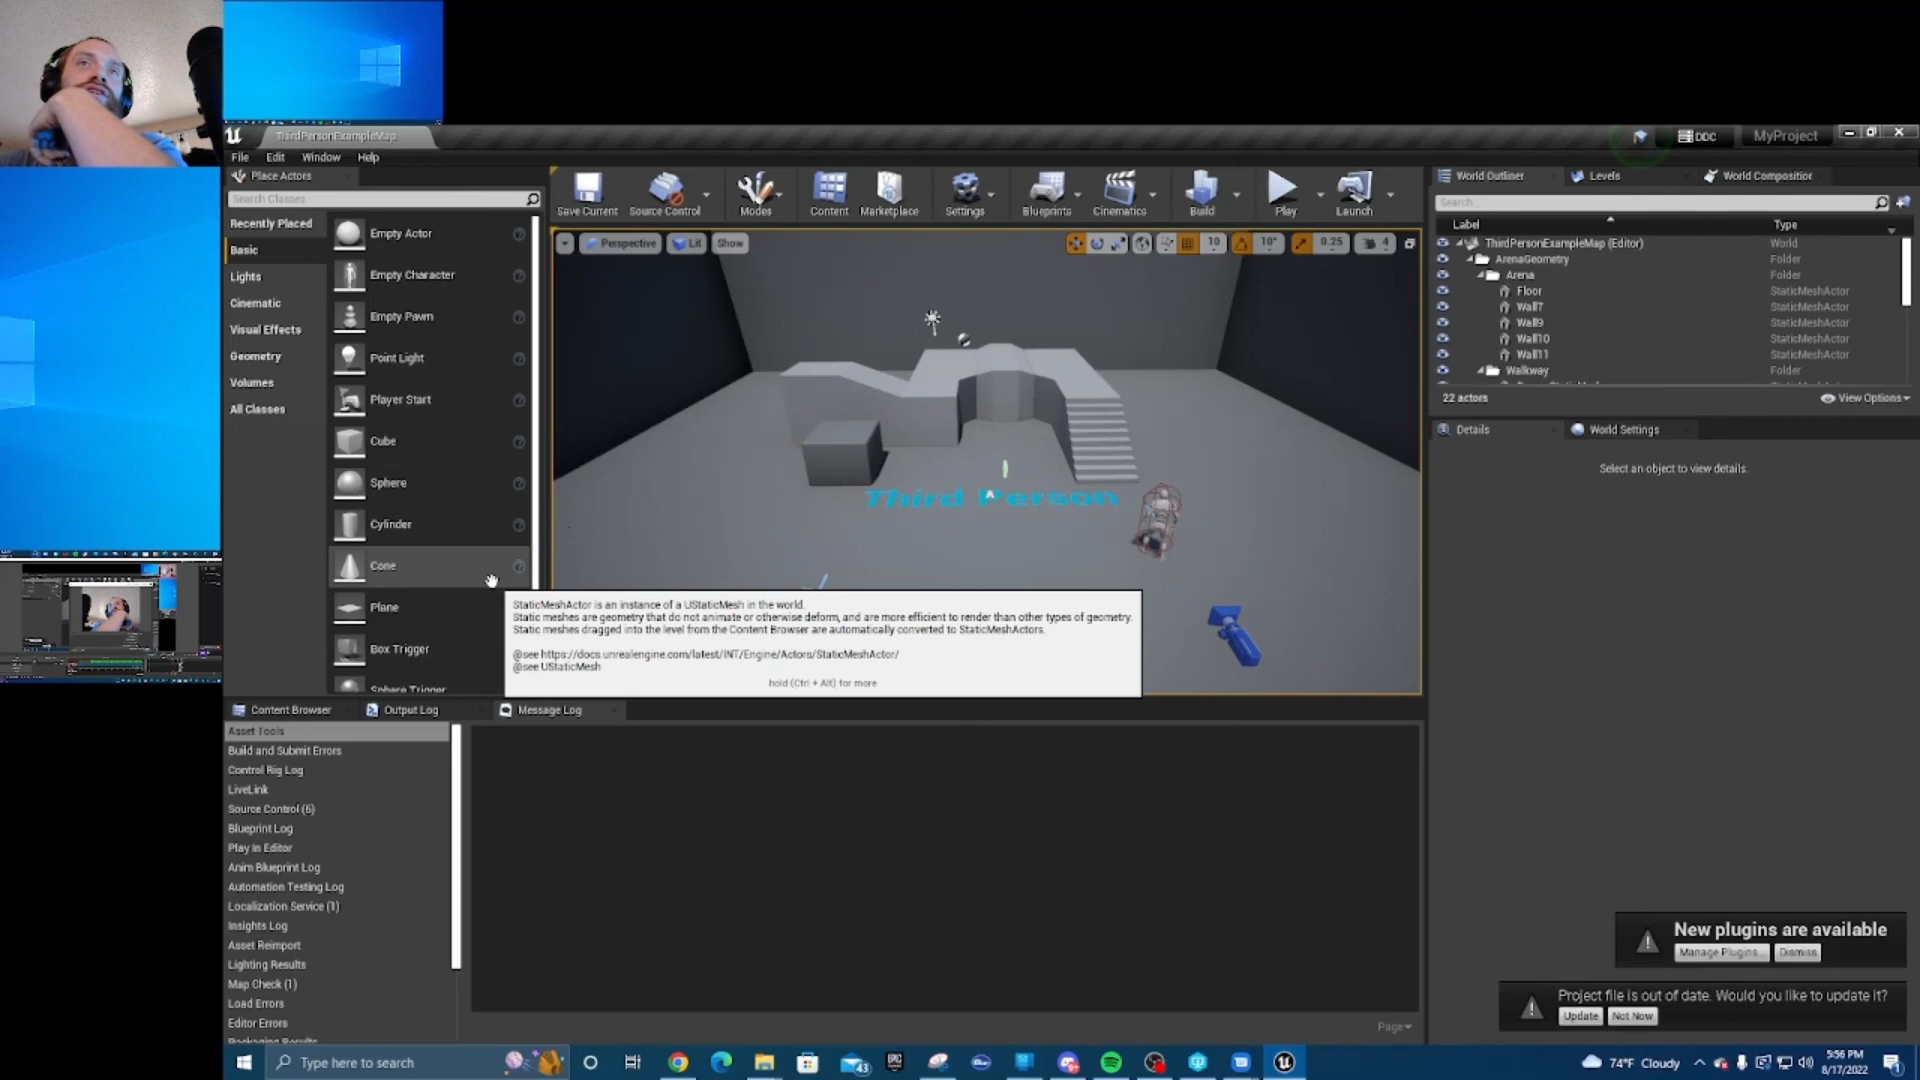 ThirdPersonExampleMap
DDC
MyProject
File Edit Window Help
Place Actors
Search Classes
Recently Placed
Basic
Lights
Cinematic
Visual Effects
Geometry
Volumes
All Classes
Empty Actor
Empty Character
Empty Pawn
Point Light
Player Start
Cube
Sphere
Cylinder
Cone
Plane
Box Trigger
Sphere Trigger
Save Current Source Control Modes Content Marketplace Settings Blueprints Cinematics Build Play Launch
Perspective Lit Show
10 10° 0.25 4
Third Person
StaticMeshActor is an instance of a UStaticMesh in the world.
Static meshes are geometry that do not animate or otherwise deform, and are more efficient to render than other types of geometry.
Static meshes dragged into the level from the Content Browser are automatically converted to StaticMeshActors.
@see https://docs.unrealengine.com/latest/INT/Engine/Actors/StaticMeshActor/
@see UStaticMesh
hold (Ctrl + Alt) for more
World Outliner Levels World Composition
Search...
Label Type
ThirdPersonExampleMap (Editor) World
ArenaGeometry Folder
Arena Folder
Floor StaticMeshActor
Wall7 StaticMeshActor
Wall9 StaticMeshActor
Wall10 StaticMeshActor
Wall11 StaticMeshActor
Walkway Folder
22 actors View Options
Details World Settings
Select an object to view details.
Content Browser Output Log Message Log
Asset Tools
Build and Submit Errors
Control Rig Log
LiveLink
Source Control (6)
Blueprint Log
Play In Editor
Anim Blueprint Log
Automation Testing Log
Localization Service (1)
Insights Log
Asset Reimport
Lighting Results
Map Check (1)
Load Errors
Editor Errors
Packaging Results
Page
New plugins are available
Manage Plugins... Dismiss
Project file is out of date. Would you like to update it?
Update Not Now
Type here to search
43
74°F Cloudy
5:56 PM
8/17/2022
1